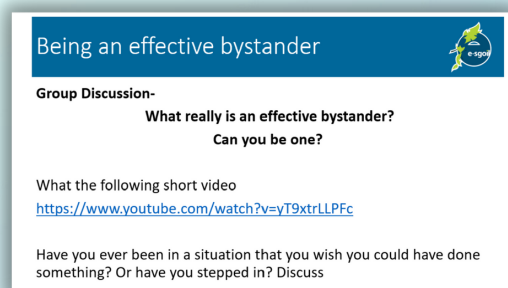 Being an effective bystander
e-sgoil
Group Discussion-
What really is an effective bystander?
Can you be one?
What the following short video
https://www.youtube.com/watch?v=yT9xtrLLPFc
Have you ever been in a situation that you wish you could have done
something? Or have you stepped in? Discuss